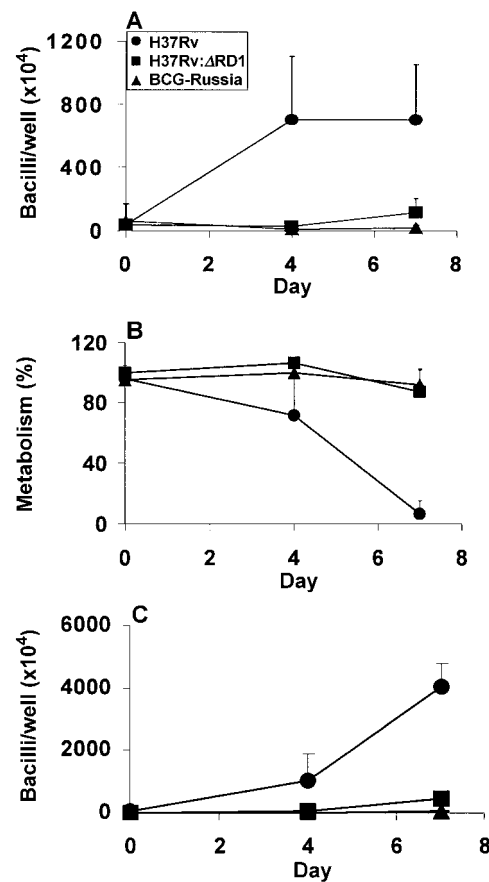 A
H37Rv
H37Rv:ΔRD1
BCG-Russia
Bacilli/well (x10⁴)
1200
800
400
0
0 2 4 6 8
Day
B
Metabolism (%)
120
80
40
0
0 2 4 6 8
Day
C
Bacilli/well (x10⁴)
6000
4000
2000
0
0 2 4 6 8
Day